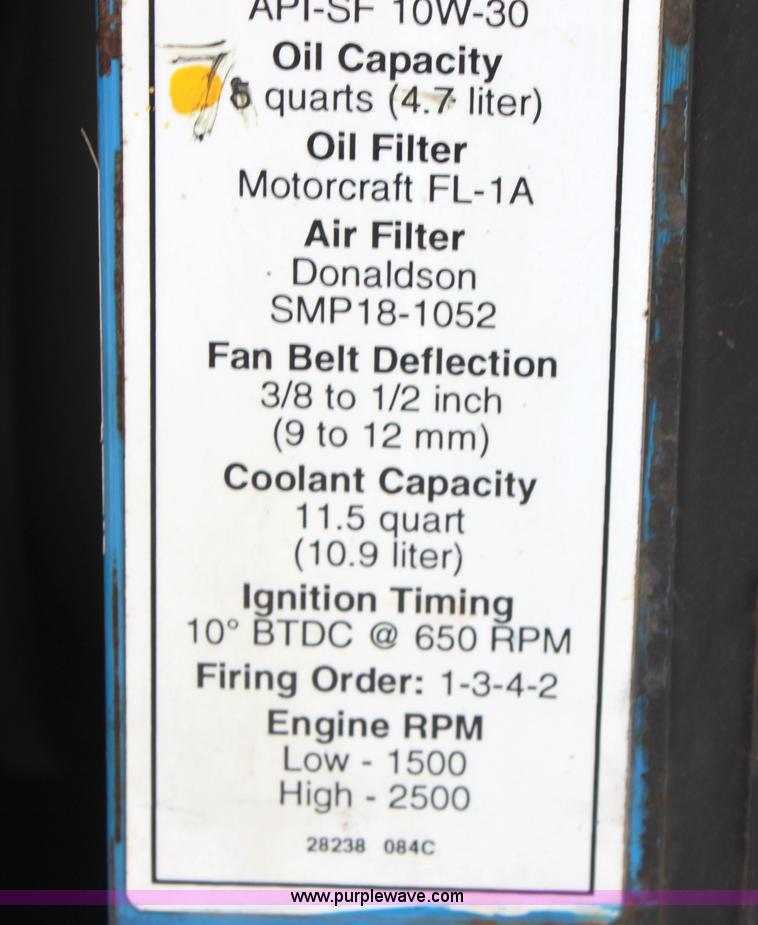 API-SF 10W-30
Oil Capacity
5 quarts (4.7 liter)
Oil Filter
Motorcraft FL-1A
Air Filter
Donaldson
SMP18-1052
Fan Belt Deflection
3/8 to 1/2 inch
(9 to 12 mm)
Coolant Capacity
11.5 quart
(10.9 liter)
Ignition Timing
10° BTDC @ 650 RPM
Firing Order: 1-3-4-2
Engine RPM
Low - 1500
High - 2500
28238 084C
www.purplewave.com